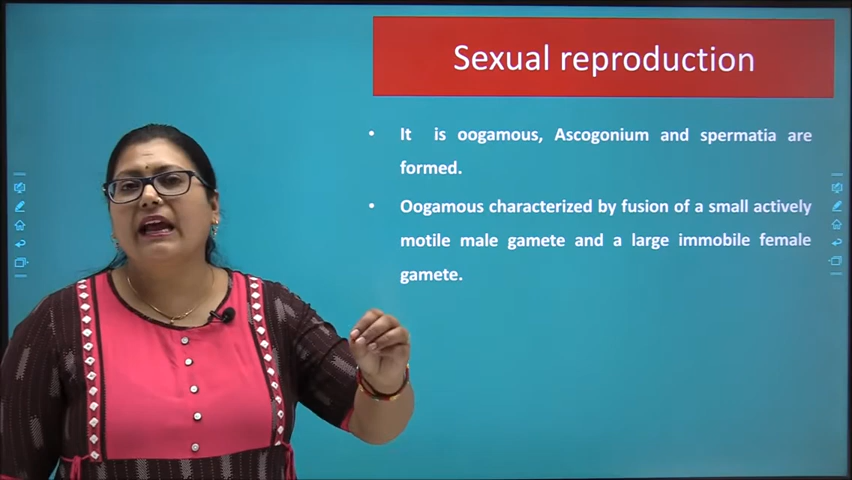 Sexual reproduction
• It is oogamous, Ascogonium and spermatia are
formed.
• Oogamous characterized by fusion of a small actively
motile male gamete and a large immobile female
gamete.